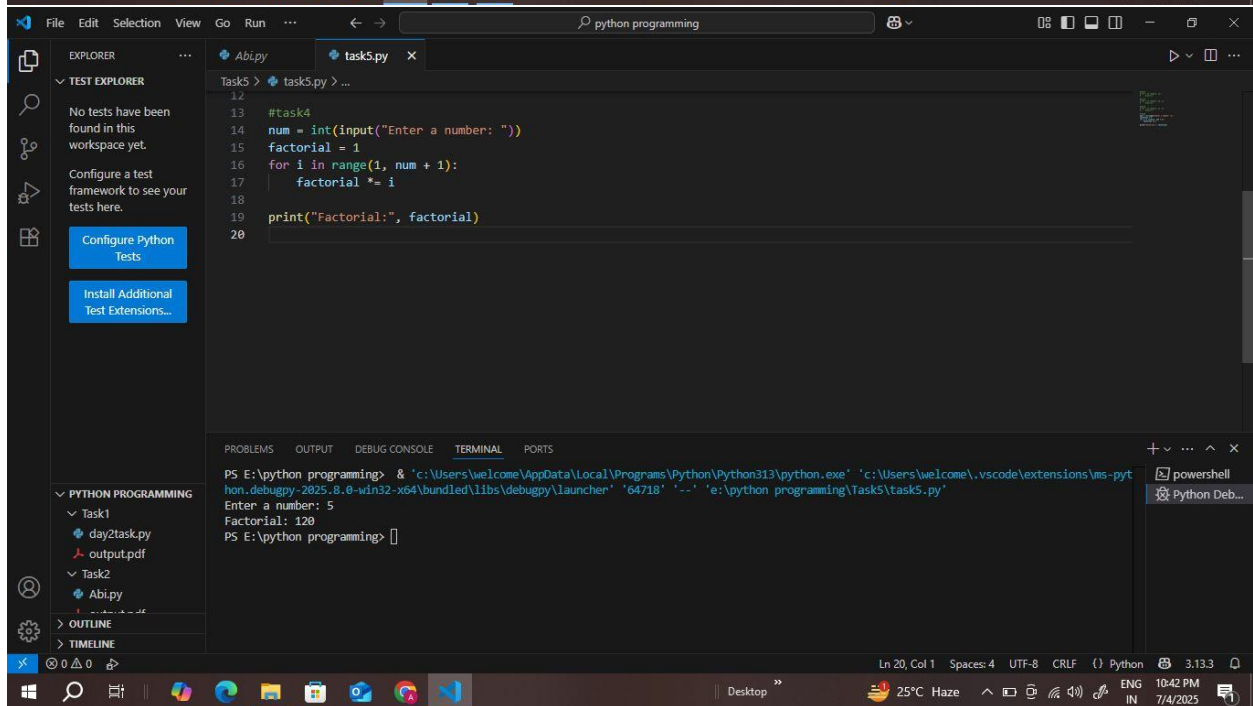 File Edit Selection View Go Run ··· python programming
EXPLORER ···
TEST EXPLORER
No tests have been
found in this
workspace yet.
Configure a test
framework to see your
tests here.
Configure Python
Tests
Install Additional
Test Extensions...
PYTHON PROGRAMMING
Task1
day2task.py
output.pdf
Task2
Abi.py
OUTLINE
TIMELINE
Abi.py task5.py
Task5 > task5.py > ...
12
13 #task4
14 num = int(input("Enter a number: "))
15 factorial = 1
16 for i in range(1, num + 1):
17     factorial *= i
18
19 print("Factorial:", factorial)
20
PROBLEMS OUTPUT DEBUG CONSOLE TERMINAL PORTS
PS E:\python programming>  & 'c:\Users\welcome\AppData\Local\Programs\Python\Python313\python.exe' 'c:\Users\welcome\.vscode\extensions\ms-pyt
hon.debugpy-2025.8.0-win32-x64\bundled\libs\debugpy\launcher' '64718' '--' 'e:\python programming\Task5\task5.py'
Enter a number: 5
Factorial: 120
PS E:\python programming>
powershell
Python Deb...
0 0 Ln 20, Col 1 Spaces: 4 UTF-8 CRLF {} Python 3.13.3
Desktop 25°C Haze ENG IN 10:42 PM 7/4/2025